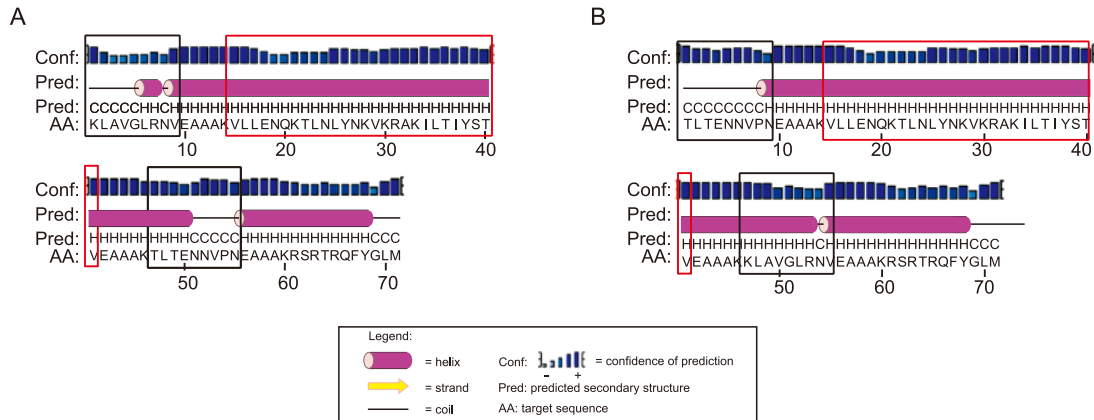 A
Conf:
Pred:
Pred: CCCCCHHCHHHHHHHHHHHHHHHHHHHHHHHHHHHHHHHH
AA: KLAVGLRNVEAAAKVLLENQKTLNLYNKVKRAKILTIYST
10 20 30 40
Conf:
Pred:
Pred: HHHHHHHHHHCCCCCHHHHHHHHHHHHHCCC
AA: VEAAAKTLTENNVPNEAAAKRSRTRQFYGLM
50 60 70
B
Conf:
Pred:
Pred: CCCCCCCCHHHHHHHHHHHHHHHHHHHHHHHHHHHHHHHH
AA: TLTENNVPNEAAAKVLLENQKTLNLYNKVKRAKILTIYST
10 20 30 40
Conf:
Pred:
Pred: HHHHHHHHHHHHHCHHHHHHHHHHHHHHCCC
AA: VEAAAKKLAVGLRNVEAAAKRSRTRQFYGLM
50 60 70
Legend:
= helix
= strand
= coil
Conf: - + = confidence of prediction
Pred: predicted secondary structure
AA: target sequence